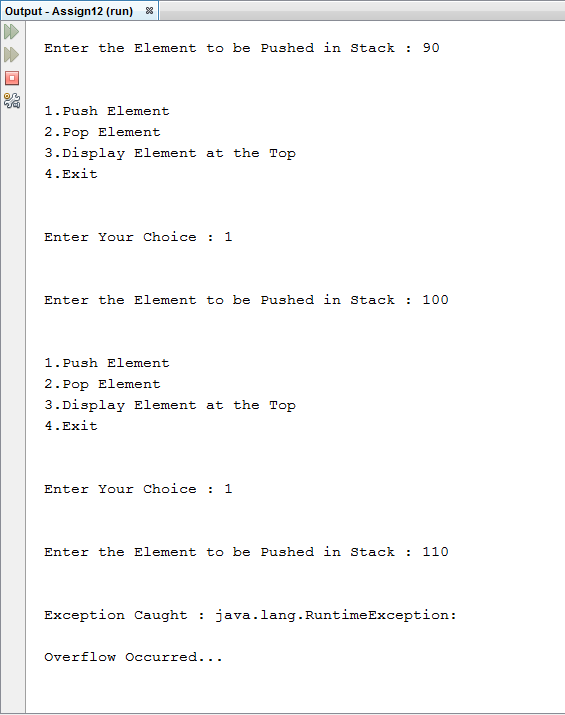 Output - Assign12 (run)
Enter the Element to be Pushed in Stack : 90
1.Push Element
2.Pop Element
3.Display Element at the Top
4.Exit
Enter Your Choice : 1
Enter the Element to be Pushed in Stack : 100
1.Push Element
2.Pop Element
3.Display Element at the Top
4.Exit
Enter Your Choice : 1
Enter the Element to be Pushed in Stack : 110
Exception Caught : java.lang.RuntimeException:
Overflow Occurred...